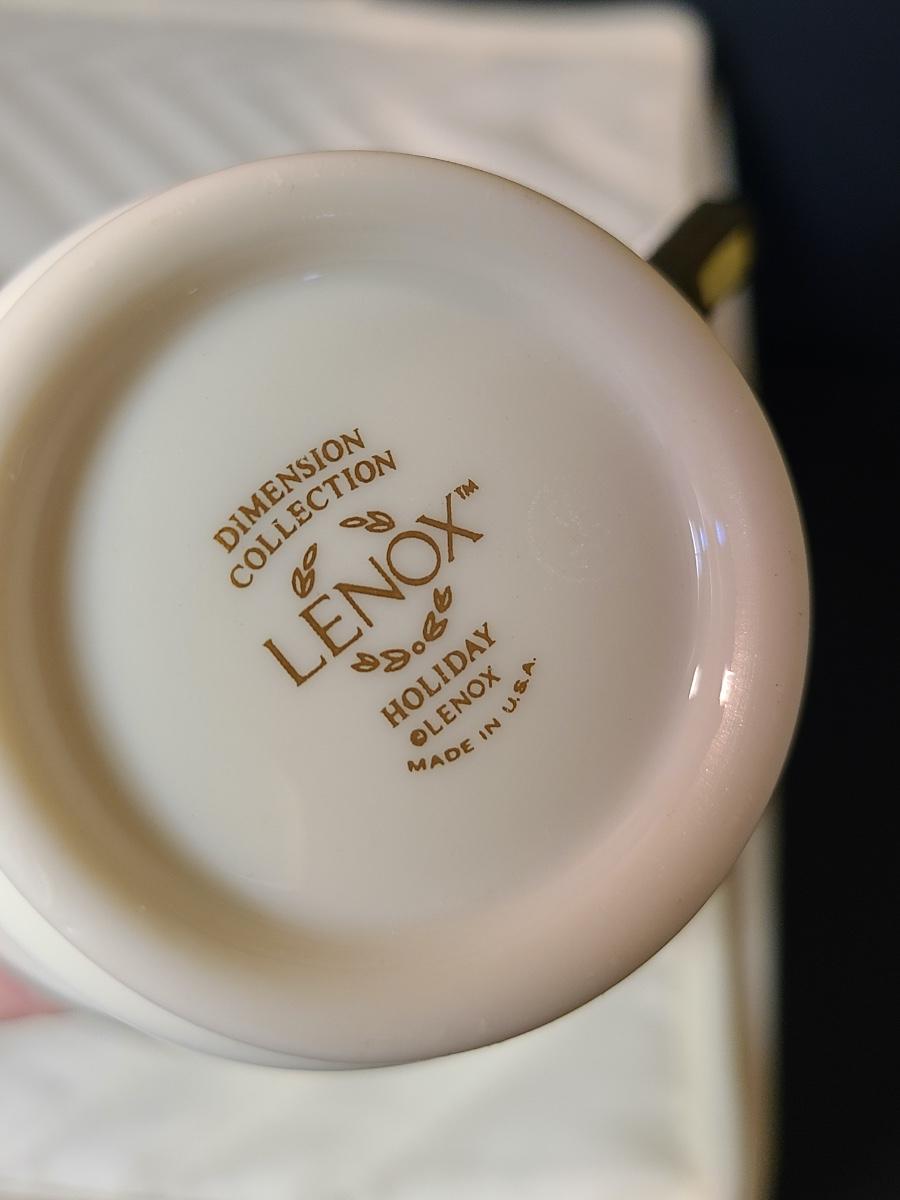 DIMENSION
COLLECTION
LENOX™
HOLIDAY
©LENOX
MADE IN U.S.A.